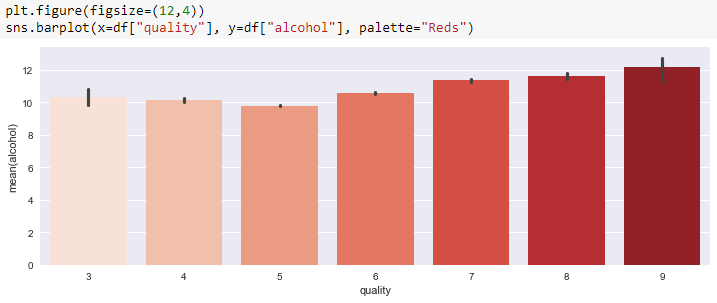 plt.figure(figsize=(12,4))
sns.barplot(x=df["quality"], y=df["alcohol"], palette="Reds")
12
10
8
6
4
2
0
mean(alcohol)
3 4 5 6 7 8 9
quality